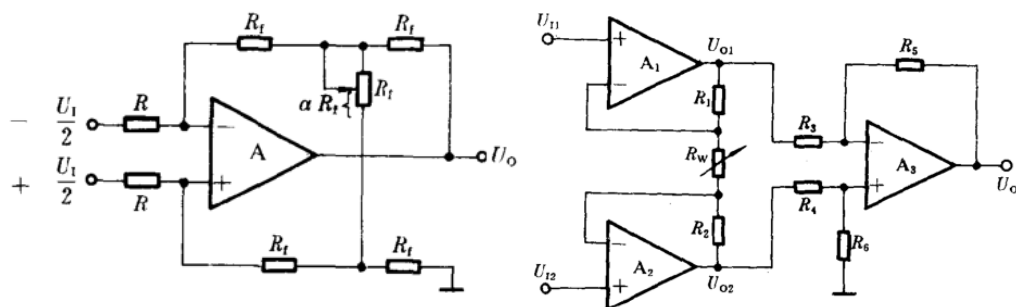 R_f
R_f
R_f
α R_f
− U_I/2
R
−
A
U_O
+ U_I/2
R
+
R_f
R_f
U_I1
+
A_1
−
U_O1
R_1
R_W
R_2
−
A_2
+
U_I2
U_O2
R_3
R_4
R_5
−
A_3
+
R_6
U_O